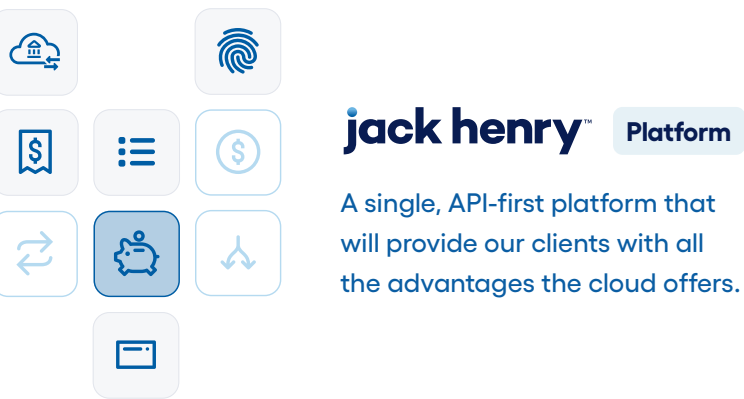 jack henry™
Platform
A single, API-first platform that
will provide our clients with all
the advantages the cloud offers.
$
$